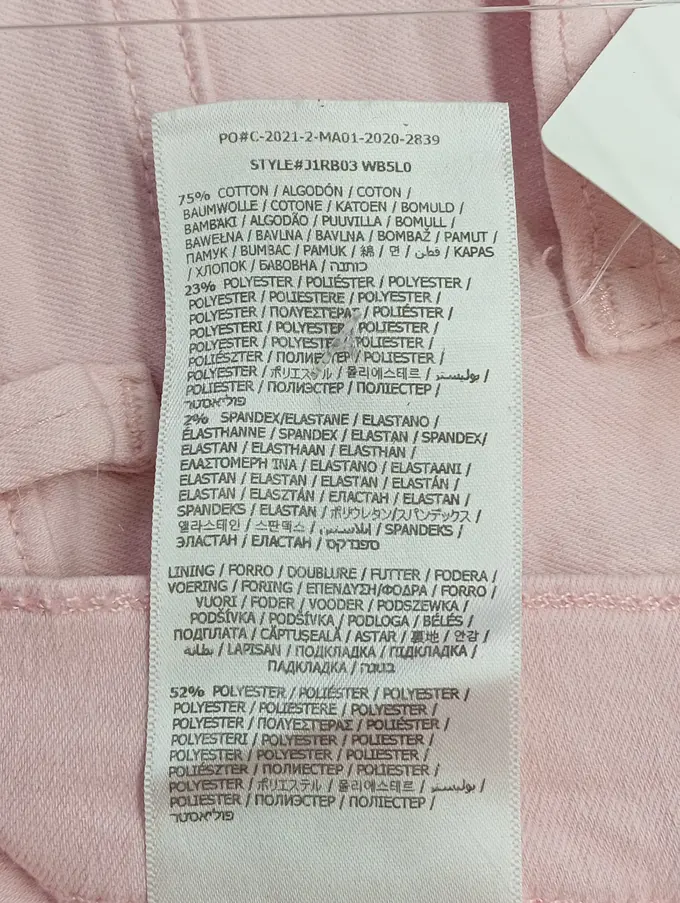 PO#C-2021-2-MA01-2020-2839
STYLE#J1RB03 WB5L0
75% COTTON / ALGODÓN / COTON /
BAUMWOLLE / COTONE / KATOEN / BOMULD /
ΒΑΜΒΑΚΙ / ALGODÃO / PUUVILLA / BOMULL /
BAWEŁNA / BAVLNA / BAVLNA / BOMBAŽ / PAMUT /
ПАМУК / BUMBAC / PAMUK / 綿 / 면 / قطن / KAPAS
/ ХЛОПОК / БАВОВНА / כותנה
23% POLYESTER / POLIÉSTER / POLYESTER /
POLYESTER / POLIESTERE / POLYESTER /
POLYESTER / ΠΟΛΥΕΣΤΕΡΑΣ / POLIÉSTER /
POLYESTERI / POLYESTER / POLIESTER /
POLYESTER / POLYESTER / POLIESTER /
POLIÉSZTER / ПОЛИЕСТЕР / POLIESTER /
POLYESTER / ポリエステル / 폴리에스테르 / بوليستر /
POLIESTER / ПОЛИЭСТЕР / ПОЛІЕСТЕР /
פוליאסטר
2% SPANDEX/ELASTANE / ELASTANO /
ÉLASTHANNE / SPANDEX / ELASTAN / SPANDEX/
ELASTAN / ELASTHAAN / ELASTHAN /
ΕΛΑΣΤΟΜΕΡΗ ΊΝΑ / ELASTANO / ELASTAANI /
ELASTAN / ELASTAN / ELASTAN / ELASTÁN /
ELASTAN / ELASZTÁN / ЕЛАСТАН / ELASTAN /
SPANDEKS / ELASTAN / ポリウレタン/スパンデックス /
엘라스테인 / 스판덱스 / إيلاستين / SPANDEKS /
ЭЛАСТАН / ЕЛАСТАН / ספנדקס
LINING / FORRO / DOUBLURE / FUTTER / FODERA /
VOERING / FORING / ΕΠΕΝΔΥΣΗ/ΦΟΔΡΑ / FORRO /
VUORI / FODER / VOODER / PODSZEWKA /
PODŠÍVKA / PODŠÍVKA / PODLOGA / BÉLÉS /
ПОДПЛАТА / CĂPTUȘEALĂ / ASTAR / 裏地 / 안감
/ بطانة / LAPISAN / ПОДКЛАДКА / ПІДКЛАДКА /
ПАДКЛАДКА / בטנה
52% POLYESTER / POLIÉSTER / POLYESTER /
POLYESTER / POLIESTERE / POLYESTER /
POLYESTER / ΠΟΛΥΕΣΤΕΡΑΣ / POLIÉSTER /
POLYESTERI / POLYESTER / POLIESTER /
POLYESTER / POLYESTER / POLIESTER /
POLIÉSZTER / ПОЛИЕСТЕР / POLIESTER /
POLYESTER / ポリエステル / 폴리에스테르 / بوليستر /
POLIESTER / ПОЛИЭСТЕР / ПОЛІЕСТЕР /
פוליאסטר